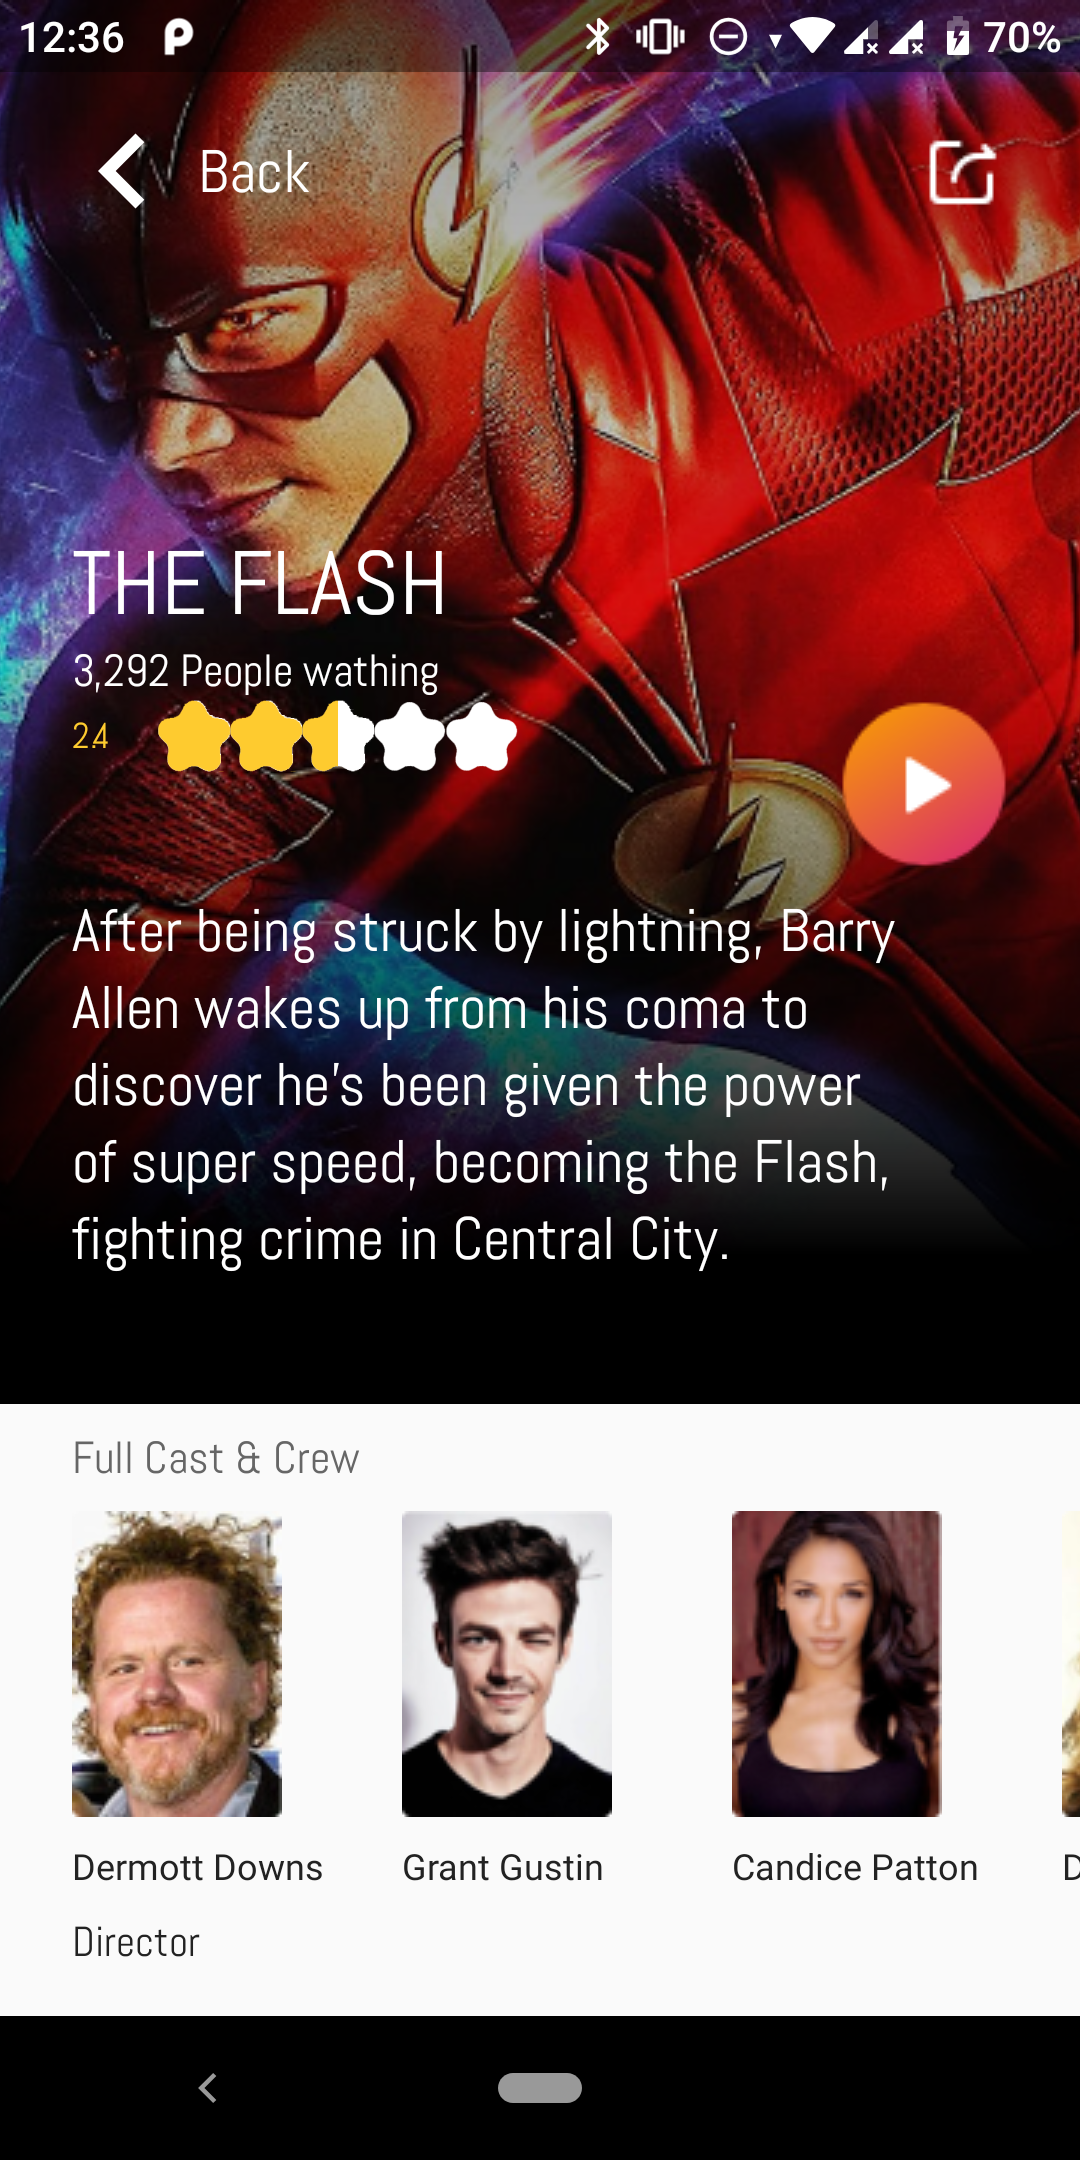 12:36
70%
Back
THE FLASH
3,292 People wathing
2.4
After being struck by lightning, Barry
Allen wakes up from his coma to
discover he's been given the power
of super speed, becoming the Flash,
fighting crime in Central City.
Full Cast & Crew
Dermott Downs
Grant Gustin
Candice Patton
D
Director